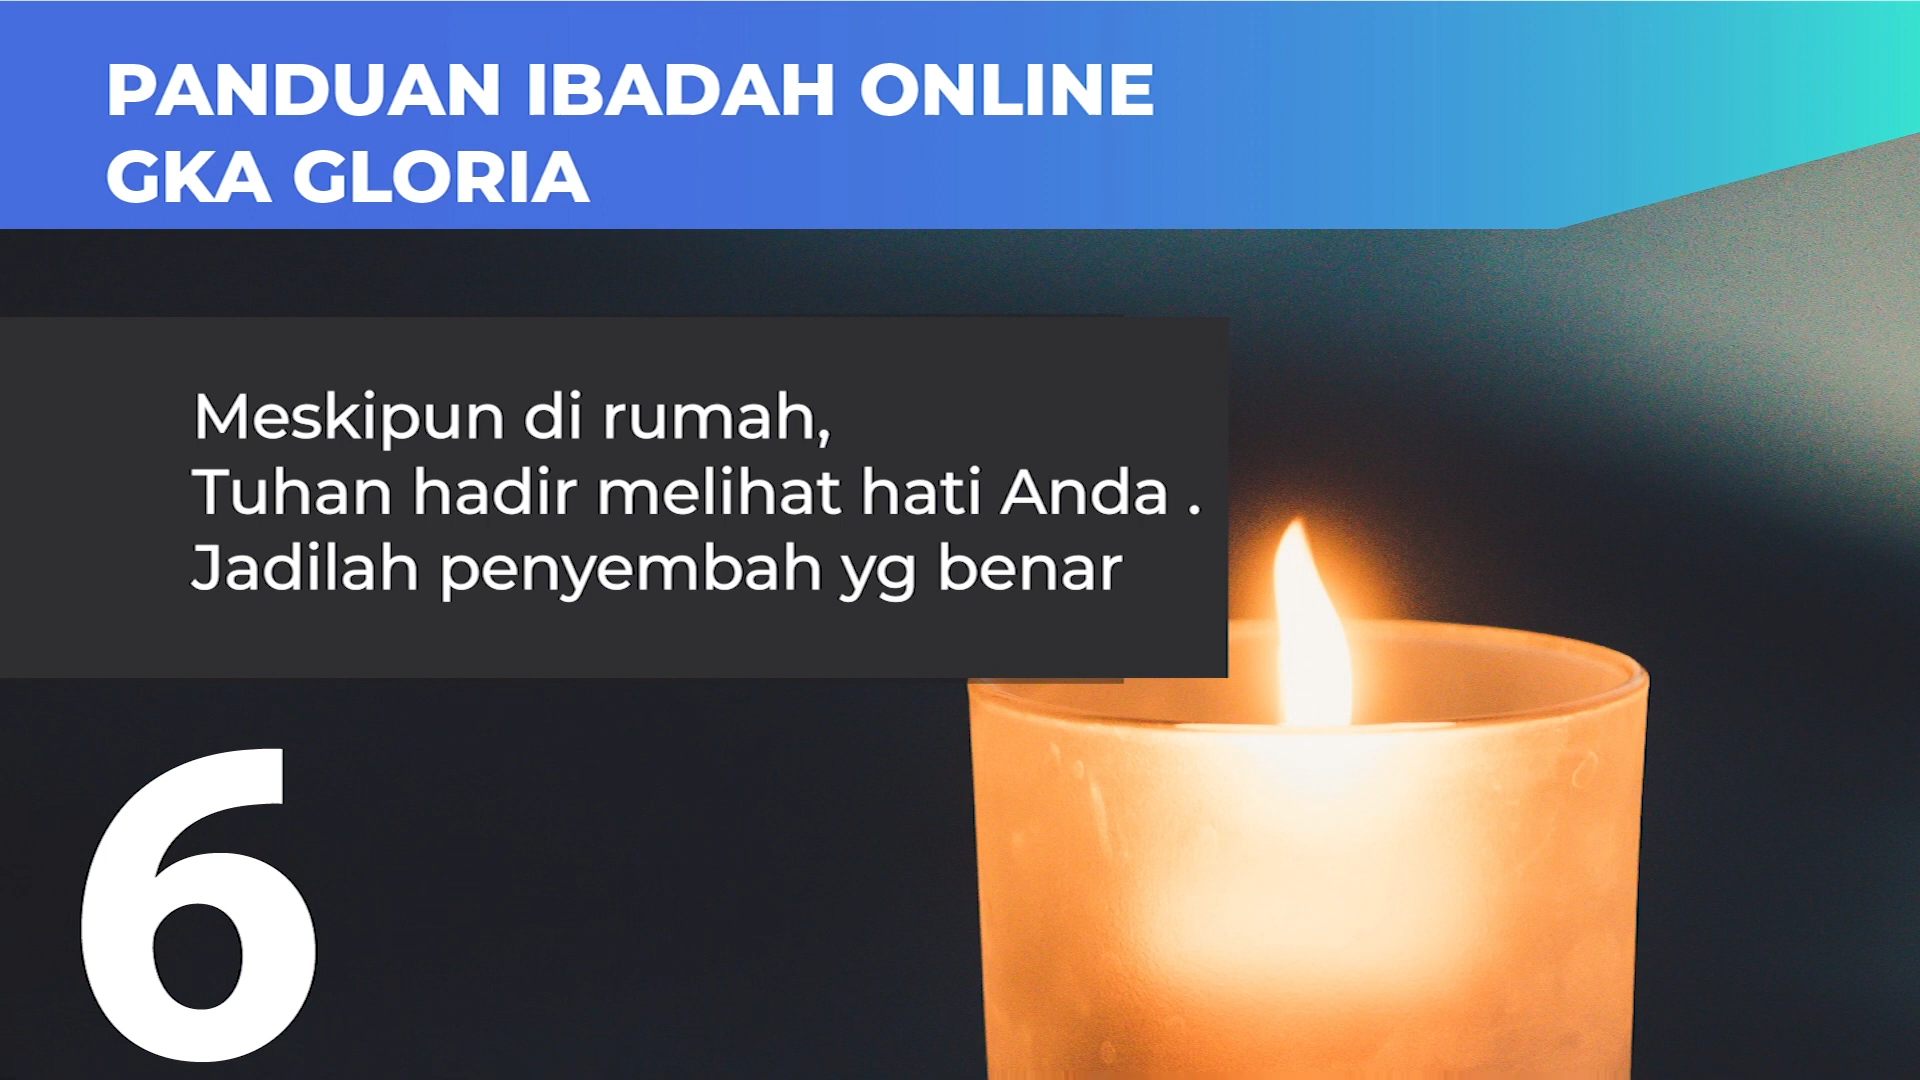 PANDUAN IBADAH ONLINE
GKA GLORIA
Meskipun di rumah,
Tuhan hadir melihat hati Anda .
Jadilah penyembah yg benar
6